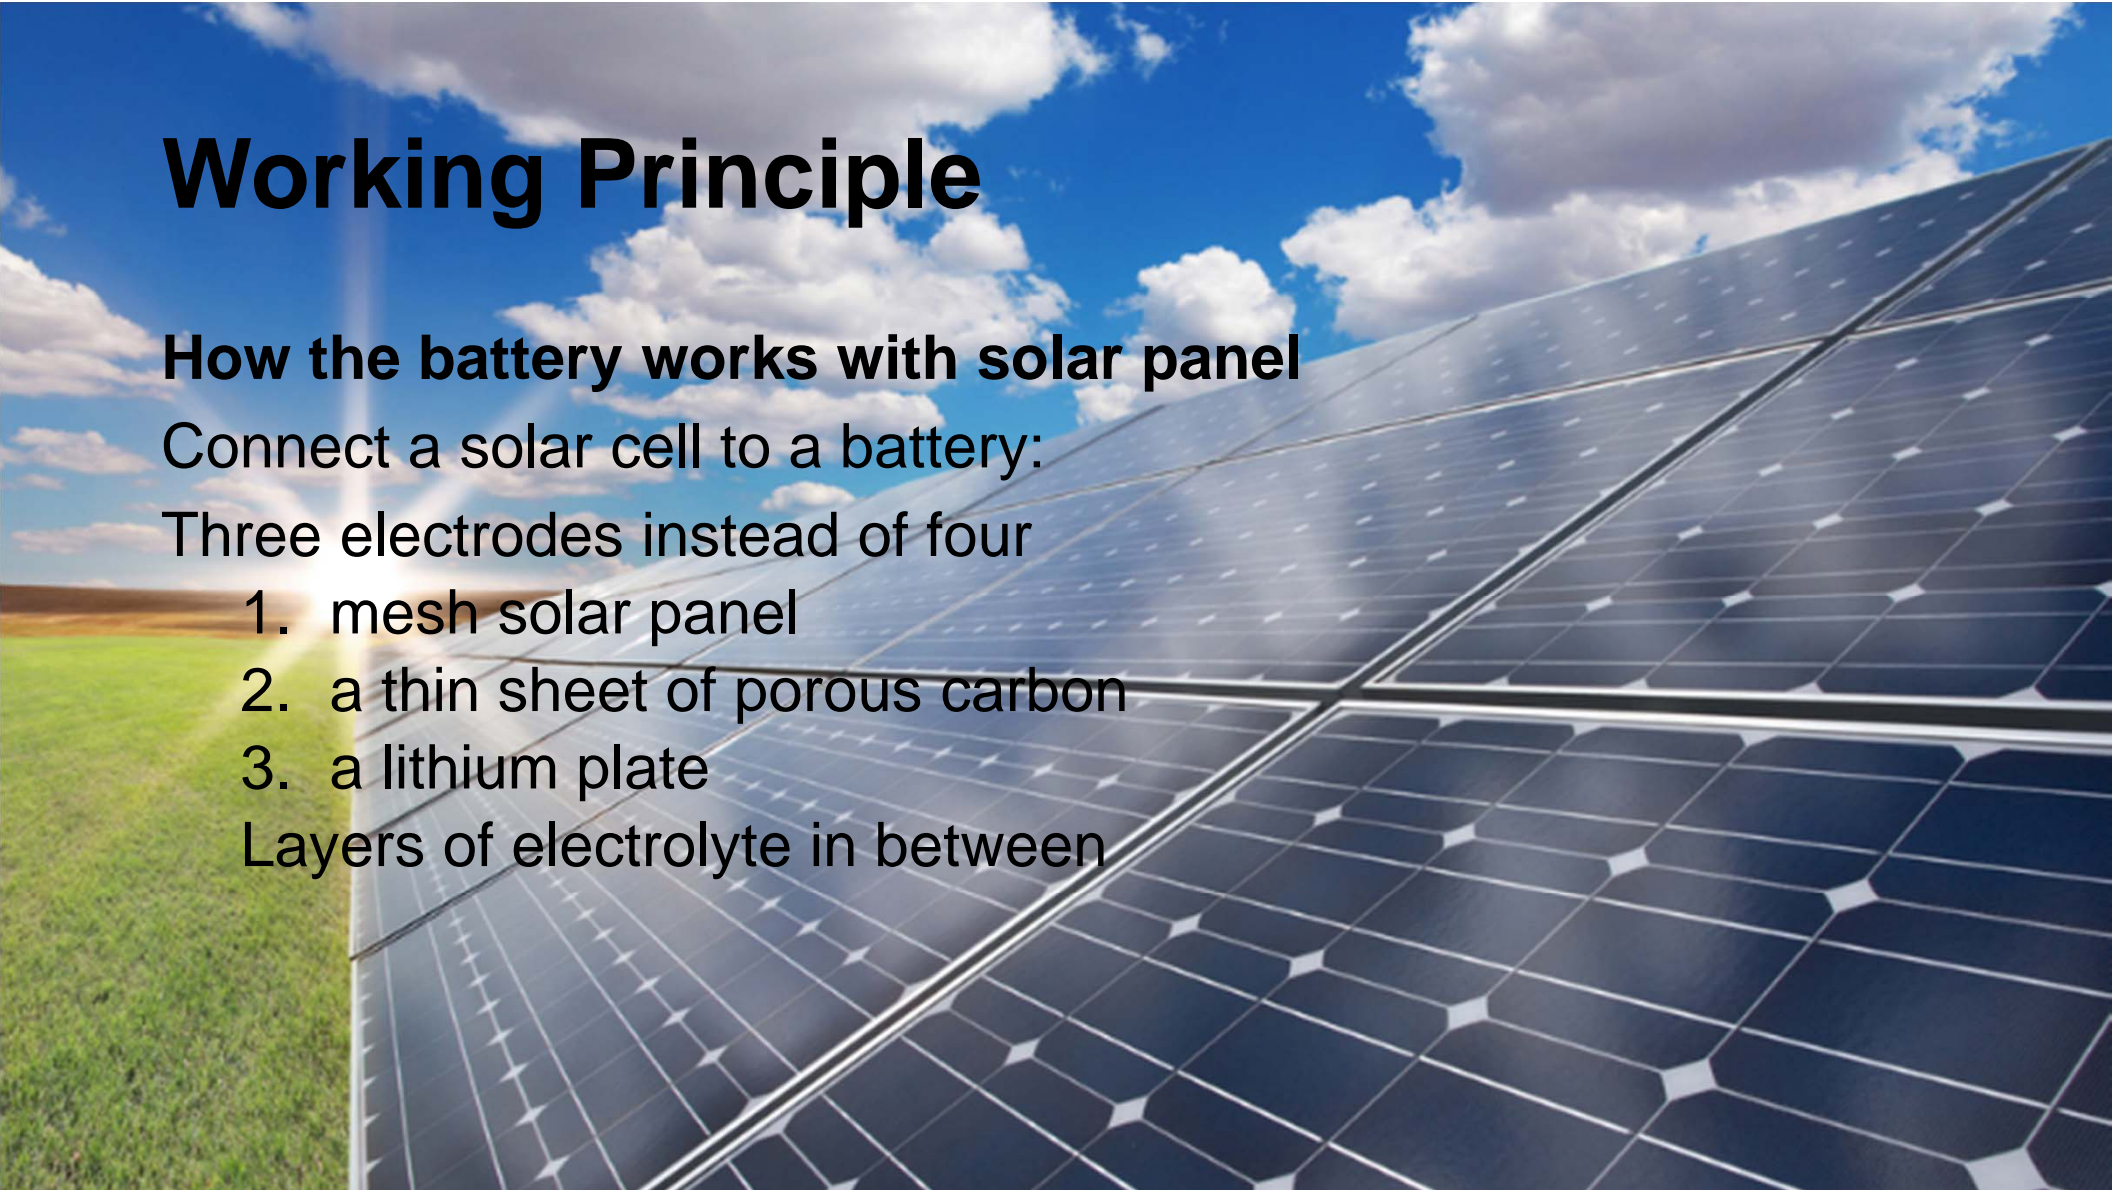 Working Principle
How the battery works with solar panel
Connect a solar cell to a battery:
Three electrodes instead of four
1. mesh solar panel
2. a thin sheet of porous carbon
3. a lithium plate
Layers of electrolyte in between